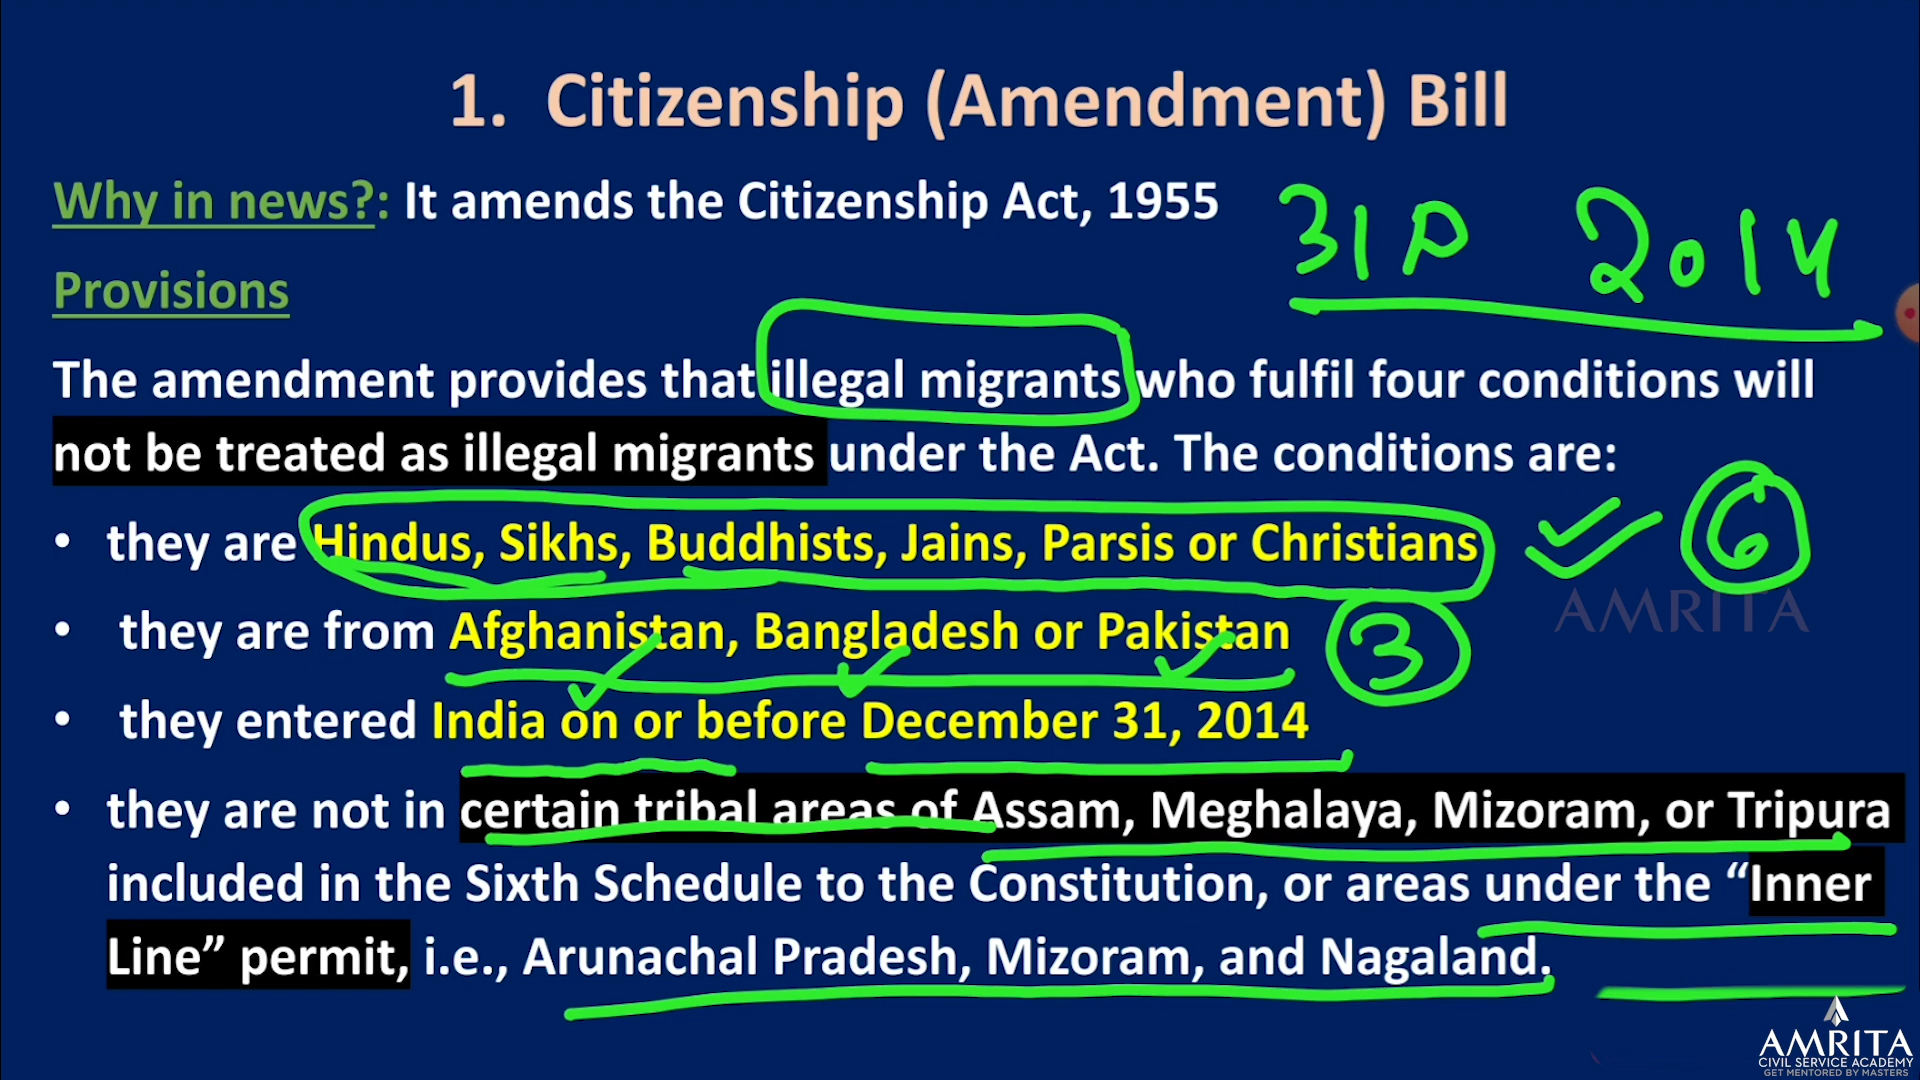 1. Citizenship (Amendment) Bill
Why in news?: It amends the Citizenship Act, 1955
31 D 2014
Provisions
The amendment provides that illegal migrants who fulfil four conditions will
not be treated as illegal migrants under the Act. The conditions are:
• they are Hindus, Sikhs, Buddhists, Jains, Parsis or Christians
6
AMRITA
• they are from Afghanistan, Bangladesh or Pakistan
3
• they entered India on or before December 31, 2014
• they are not in certain tribal areas of Assam, Meghalaya, Mizoram, or Tripura
included in the Sixth Schedule to the Constitution, or areas under the “Inner
Line” permit, i.e., Arunachal Pradesh, Mizoram, and Nagaland.
AMRITA
CIVIL SERVICE ACADEMY
GET MENTORED BY MASTERS